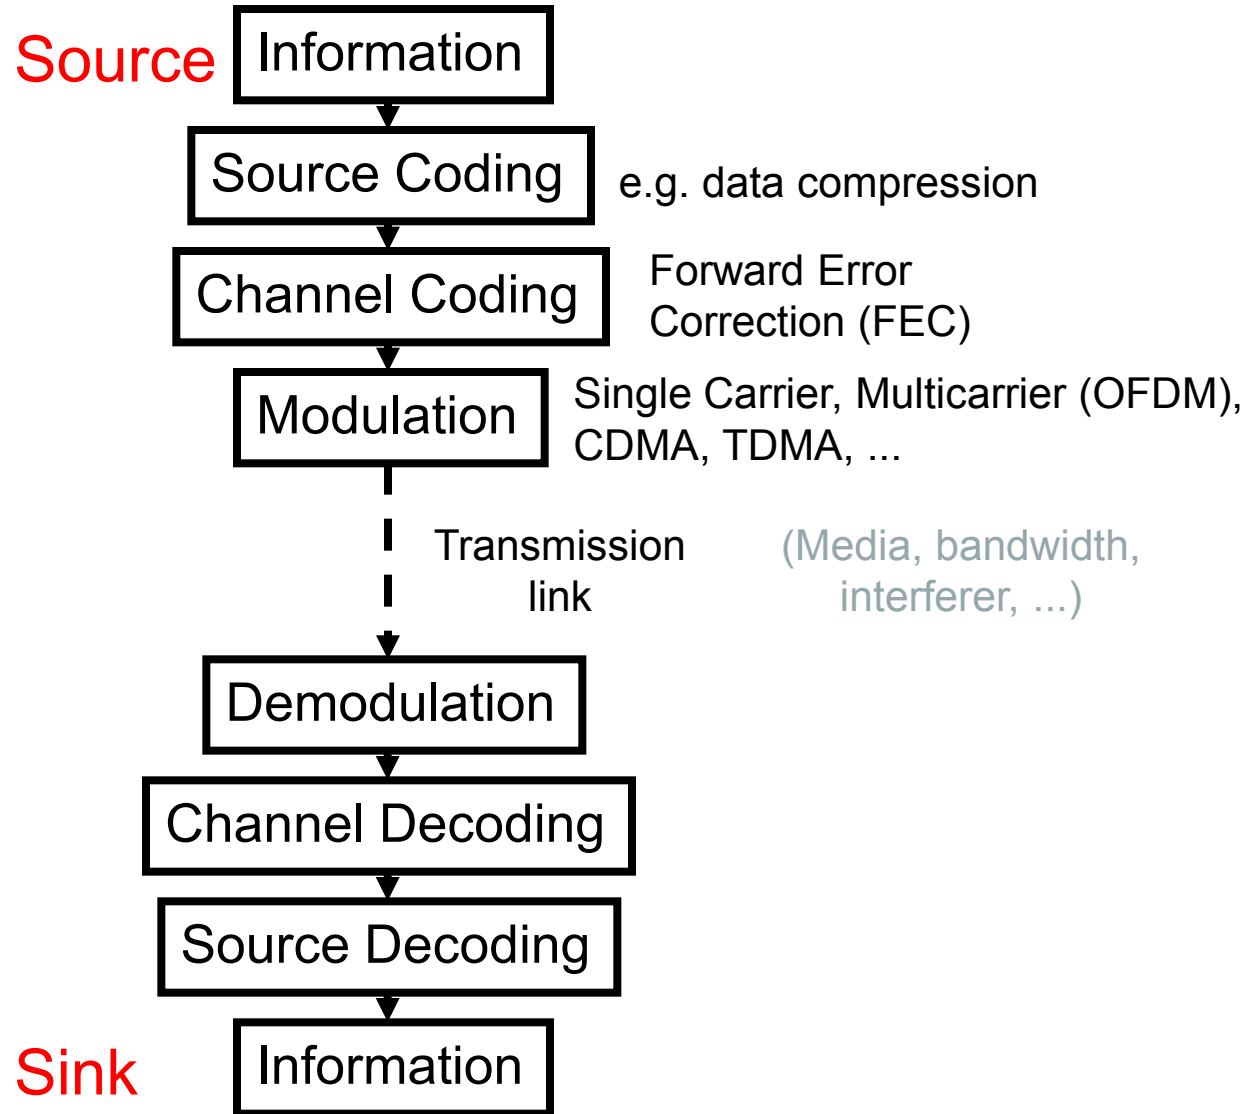 Source
Information
Source Coding
e.g. data compression
Channel Coding
Forward Error
Correction (FEC)
Modulation
Single Carrier, Multicarrier (OFDM),
CDMA, TDMA, ...
Transmission
link
(Media, bandwidth,
interferer, ...)
Demodulation
Channel Decoding
Source Decoding
Sink
Information